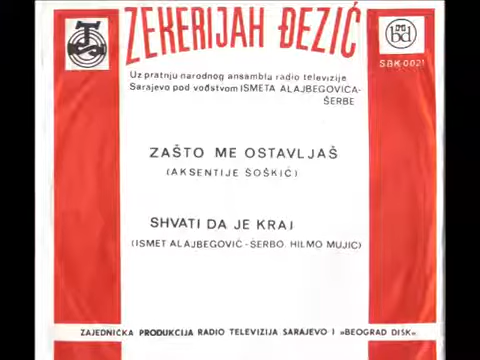 ZEKERIJAH ĐEZIĆ
bd
SBK-0021
Uz pratnju narodnog ansambla radio televizije
Sarajevo pod vođstvom ISMETA ALAJBEGOVIĆA-
ŠERBE
ZAŠTO ME OSTAVLJAŠ
(AKSENTIJE ŠOŠKIĆ)
SHVATI DA JE KRAJ
(ISMET ALAJBEGOVIĆ-ŠERBO, HILMO MUJIĆ)
ZAJEDNIČKA PRODUKCIJA RADIO TELEVIZIJA SARAJEVO I »BEOGRAD DISK«